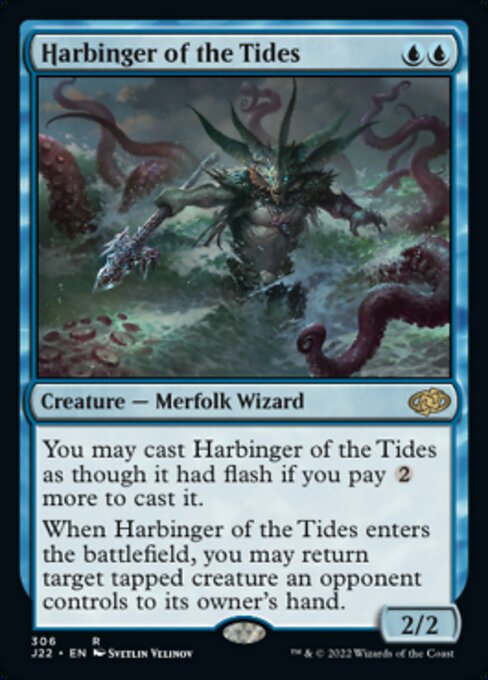 Harbinger of the Tides
Creature — Merfolk Wizard
You may cast Harbinger of the Tides
as though it had flash if you pay 2
more to cast it.
When Harbinger of the Tides enters
the battlefield, you may return
target tapped creature an opponent
controls to its owner's hand.
2/2
306 R
J22 • EN Svetlin Velinov
™ & © 2022 Wizards of the Coast